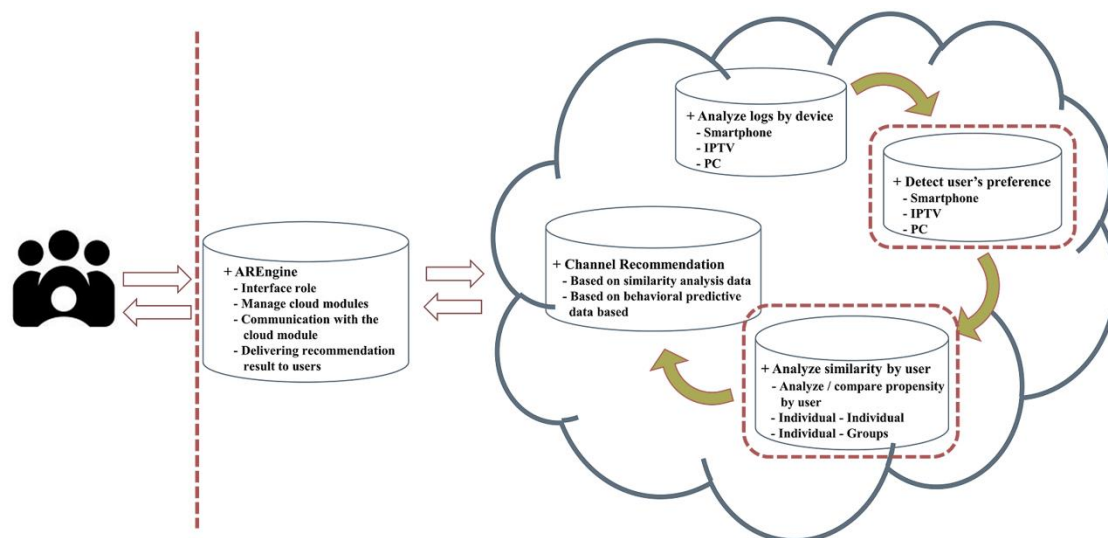 + Analyze logs by device
- Smartphone
- IPTV
- PC
+ Detect user’s preference
- Smartphone
- IPTV
- PC
+ AREngine
- Interface role
- Manage cloud modules
- Communication with the
cloud module
- Delivering recommendation
result to users
+ Channel Recommendation
- Based on similarity analysis data
- Based on behavioral predictive
data based
+ Analyze similarity by user
- Analyze / compare propensity
by user
- Individual - Individual
- Individual - Groups